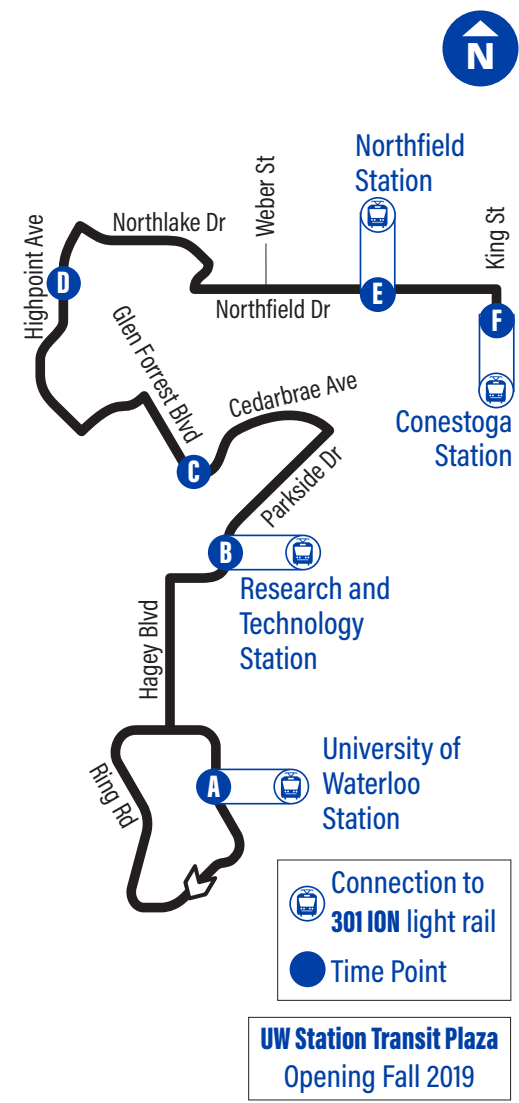 N
Northfield
Station
Weber St
King St
Northlake Dr
Highpoint Ave
D
E
Northfield Dr
F
Glen Forrest Blvd
Cedarbrae Ave
Conestoga
Station
C
Parkside Dr
B
Research and
Technology
Station
Hagey Blvd
University of
Waterloo
Station
A
Ring Rd
Connection to
301 ION light rail
Time Point
UW Station Transit Plaza
Opening Fall 2019